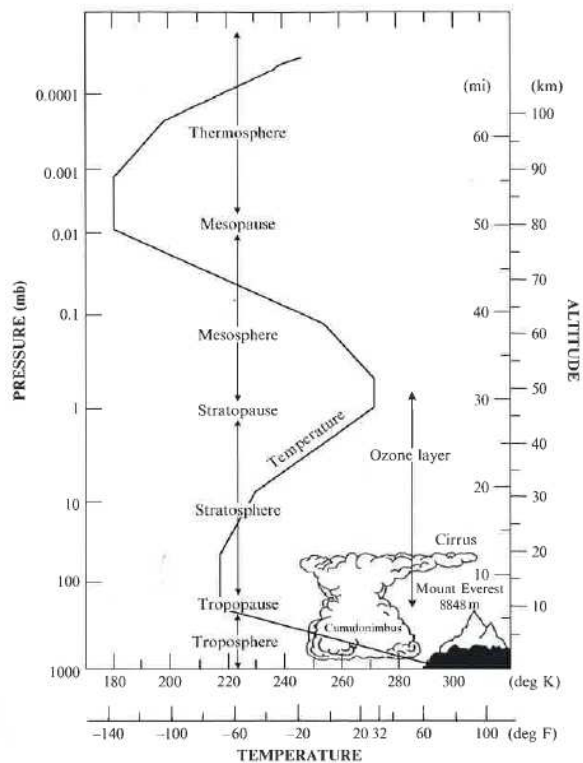 (mi)
(km)
0.0001
100
60
Thermosphere
0.001
90
Mesopause
50
80
0.01
70
40
0.1
60
Mesosphere
PRESSURE (mb)
ALTITUDE
30
50
1
Stratopause
Temperature
40
Ozone layer
20
30
10
Stratosphere
Cirrus
20
10
Mount Everest
8848 m
100
Tropopause
10
Cumulonimbus
Troposphere
1000
180 200 220 240 260 280 300 (deg K)
-140 -100 -60 -20 20 32 60 100 (deg F)
TEMPERATURE